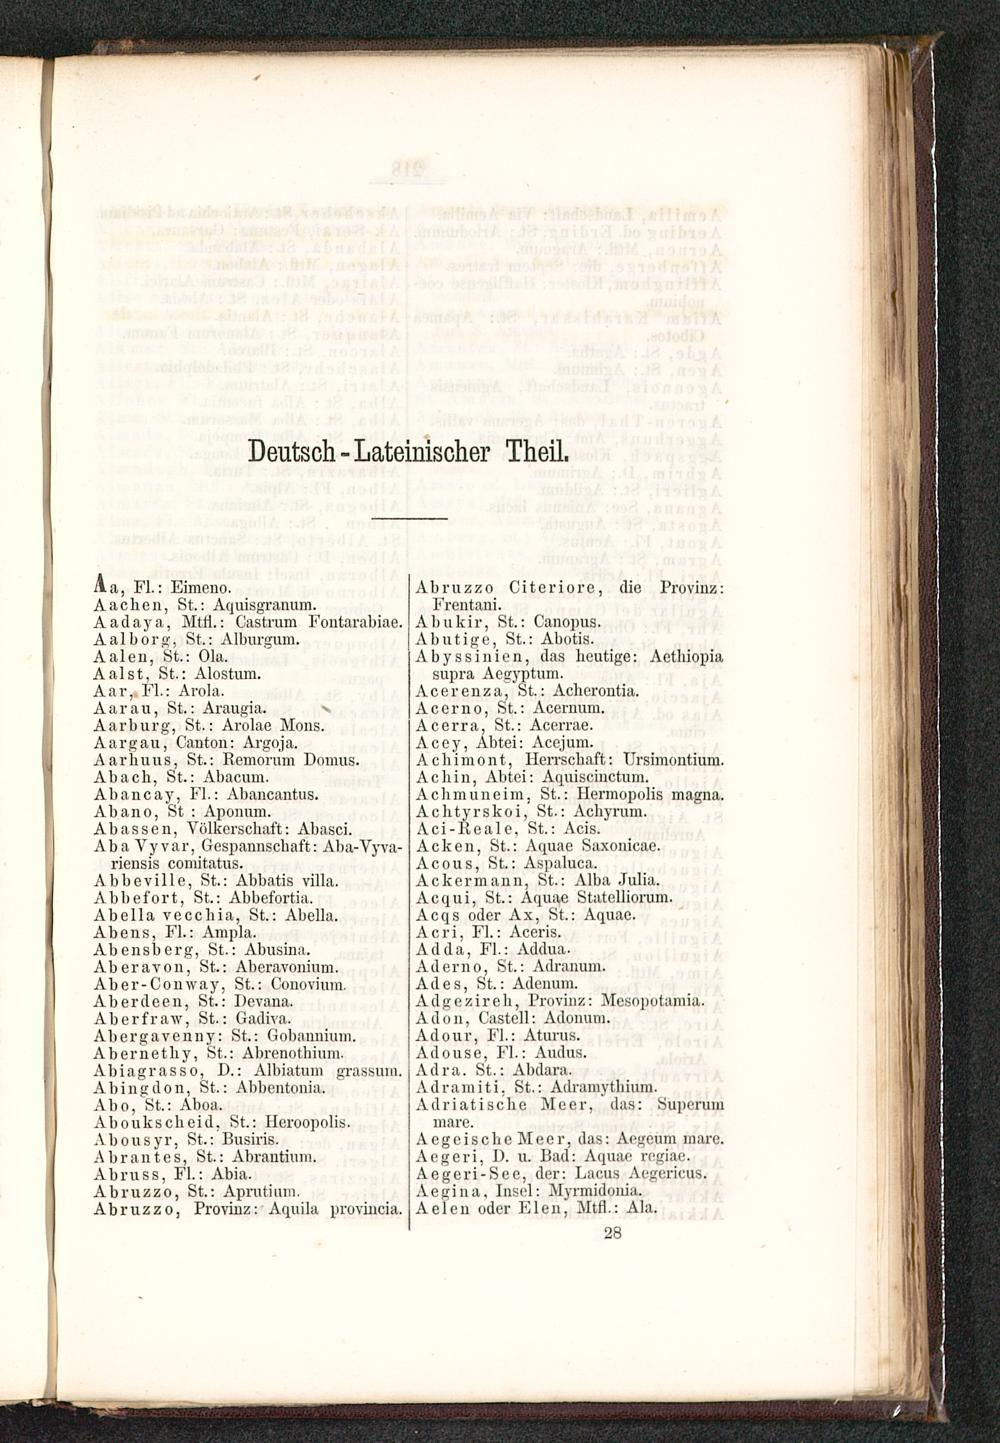 Deutsch-Lateinischer Theil.
Aa, Fl.: Eimeno.
Aachen, St.: Aquisgranum.
Aadaya, Mtfl.: Castrum Fontarabiae.
Aalborg, St.: Alburgum.
Aalen, St.: Ola.
Aalst, St.: Alostum.
Aar, Fl.: Arola.
Aarau, St.: Araugia.
Aarburg, St.: Arolae Mons.
Aargau, Canton: Argoja.
Aarhuus, St.: Remorum Domus.
Abach, St.: Abacum.
Abancay, Fl.: Abancantus.
Abano, St : Aponum.
Abassen, Völkerschaft: Abasci.
Aba Vyvar, Gespannschaft: Aba-Vyva-
riensis comitatus.
Abbeville, St.: Abbatis villa.
Abbefort, St.: Abbefortia.
Abella vecchia, St.: Abella.
Abens, Fl.: Ampla.
Abensberg, St.: Abusina.
Aberavon, St.: Aberavonium.
Aber-Conway, St.: Conovium.
Aberdeen, St.: Devana.
Aberfraw, St.: Gadiva.
Abergavenny: St.: Gobannium.
Abernethy, St.: Abrenothium.
Abiagrasso, D.: Albiatum grassum.
Abingdon, St.: Abbentonia.
Abo, St.: Aboa.
Aboukscheid, St.: Heroopolis.
Abousyr, St.: Busiris.
Abrantes, St.: Abrantium.
Abruss, Fl.: Abia.
Abruzzo, St.: Aprutium.
Abruzzo, Provinz: Aquila provincia.
Abruzzo Citeriore, die Provinz:
Frentani.
Abukir, St.: Canopus.
Abutige, St.: Abotis.
Abyssinien, das heutige: Aethiopia
supra Aegyptum.
Acerenza, St.: Acherontia.
Acerno, St.: Acernum.
Acerra, St.: Acerrae.
Acey, Abtei: Acejum.
Achimont, Herrschaft: Ursimontium.
Achin, Abtei: Aquiscinctum.
Achmuneim, St.: Hermopolis magna.
Achtyrskoi, St.: Achyrum.
Aci-Reale, St.: Acis.
Acken, St.: Aquae Saxonicae.
Acous, St.: Aspaluca.
Ackermann, St.: Alba Julia.
Acqui, St.: Aquae Statelliorum.
Acqs oder Ax, St.: Aquae.
Acri, Fl.: Aceris.
Adda, Fl.: Addua.
Aderno, St.: Adranum.
Ades, St.: Adenum.
Adgezireh, Provinz: Mesopotamia.
Adon, Castell: Adonum.
Adour, Fl.: Aturus.
Adouse, Fl.: Audus.
Adra. St.: Abdara.
Adramiti, St.: Adramythium.
Adriatische Meer, das: Superum
mare.
Aegeische Meer, das: Aegeum mare.
Aegeri, D. u. Bad: Aquae regiae.
Aegeri-See, der: Lacus Aegericus.
Aegina, Insel: Myrmidonia.
Aelen oder Elen, Mtfl.: Ala.
28